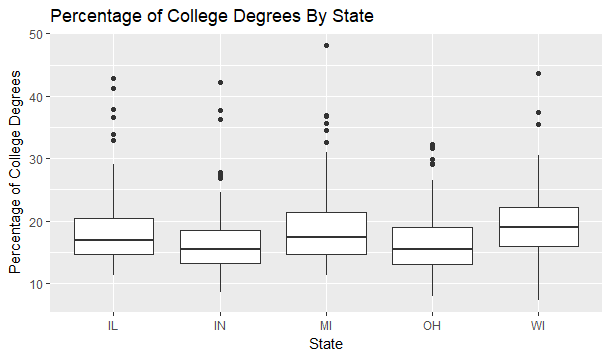 Percentage of College Degrees By State
50
40
30
20
10
Percentage of College Degrees
IL IN MI OH WI
State